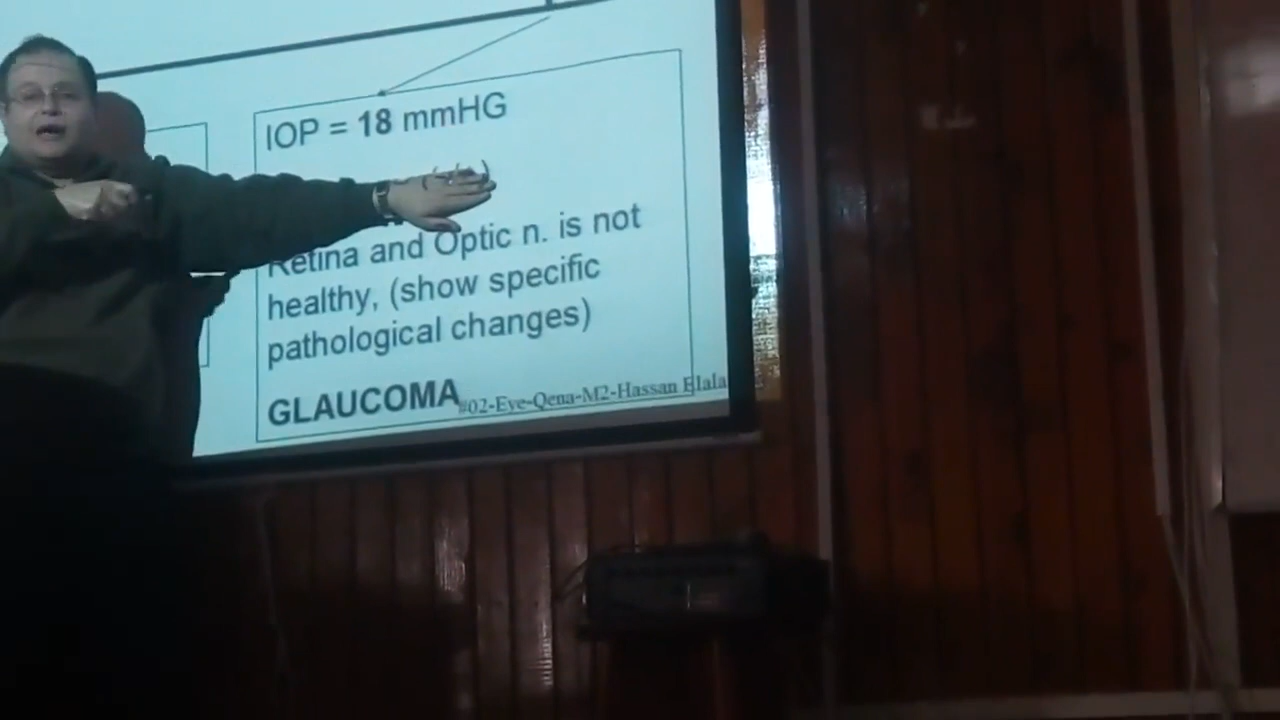 IOP = 18 mmHG
Retina and Optic n. is not
healthy, (show specific
pathological changes)
GLAUCOMA
#02-Eye-Qena-M2-Hassan Elala